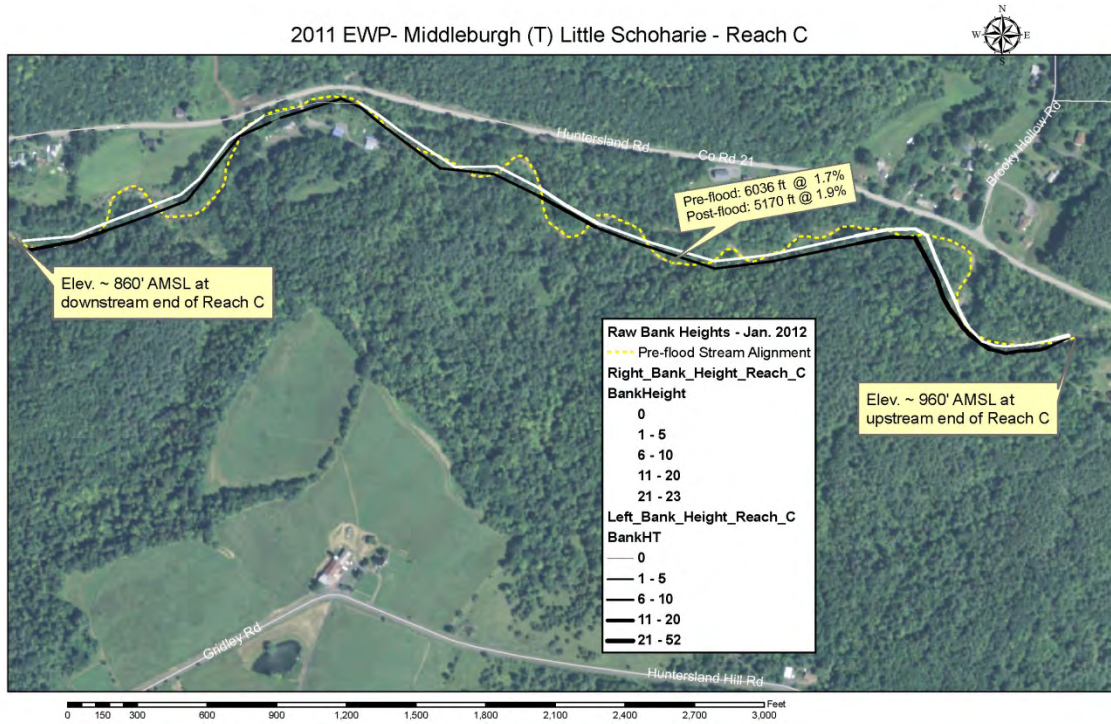 2011 EWP- Middleburgh (T) Little Schoharie - Reach C
N
W
E
S
Huntersland Rd.
Co Rd 21
Brooky Hollow Rd
Pre-flood: 6036 ft @ 1.7%
Post-flood: 5170 ft @ 1.9%
Elev. ~ 860' AMSL at
downstream end of Reach C
Raw Bank Heights - Jan. 2012
Pre-flood Stream Alignment
Right_Bank_Height_Reach_C
BankHeight
0
1 - 5
6 - 10
11 - 20
21 - 23
Left_Bank_Height_Reach_C
BankHT
0
1 - 5
6 - 10
11 - 20
21 - 52
Elev. ~ 960' AMSL at
upstream end of Reach C
Gridley Rd
Huntersland Hill Rd
Feet
0 150 300 600 900 1,200 1,500 1,800 2,100 2,400 2,700 3,000